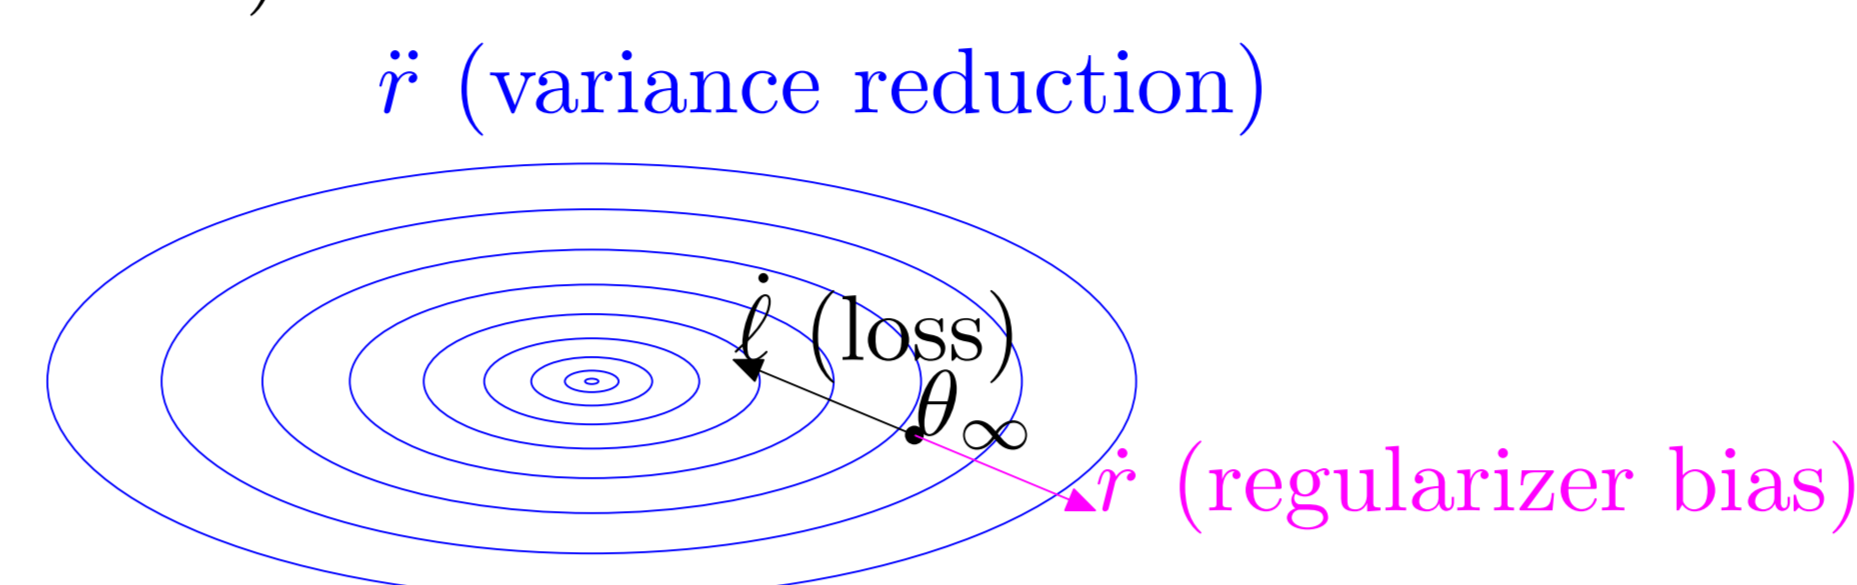 )
r̈ (variance reduction)
ℓ̇ (loss)
θ∞
ṙ (regularizer bias)